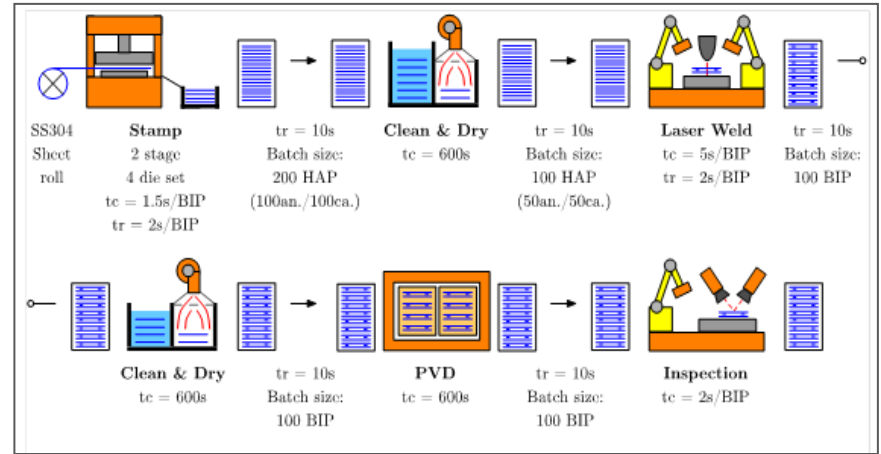 SS304
Sheet
roll
Stamp
2 stage
4 die set
tc = 1.5s/BIP
tr = 2s/BIP
tr = 10s
Batch size:
200 HAP
(100an./100ca.)
Clean & Dry
tc = 600s
tr = 10s
Batch size:
100 HAP
(50an./50ca.)
Laser Weld
tc = 5s/BIP
tr = 2s/BIP
tr = 10s
Batch size:
100 BIP
Clean & Dry
tc = 600s
tr = 10s
Batch size:
100 BIP
PVD
tc = 600s
tr = 10s
Batch size:
100 BIP
Inspection
tc = 2s/BIP